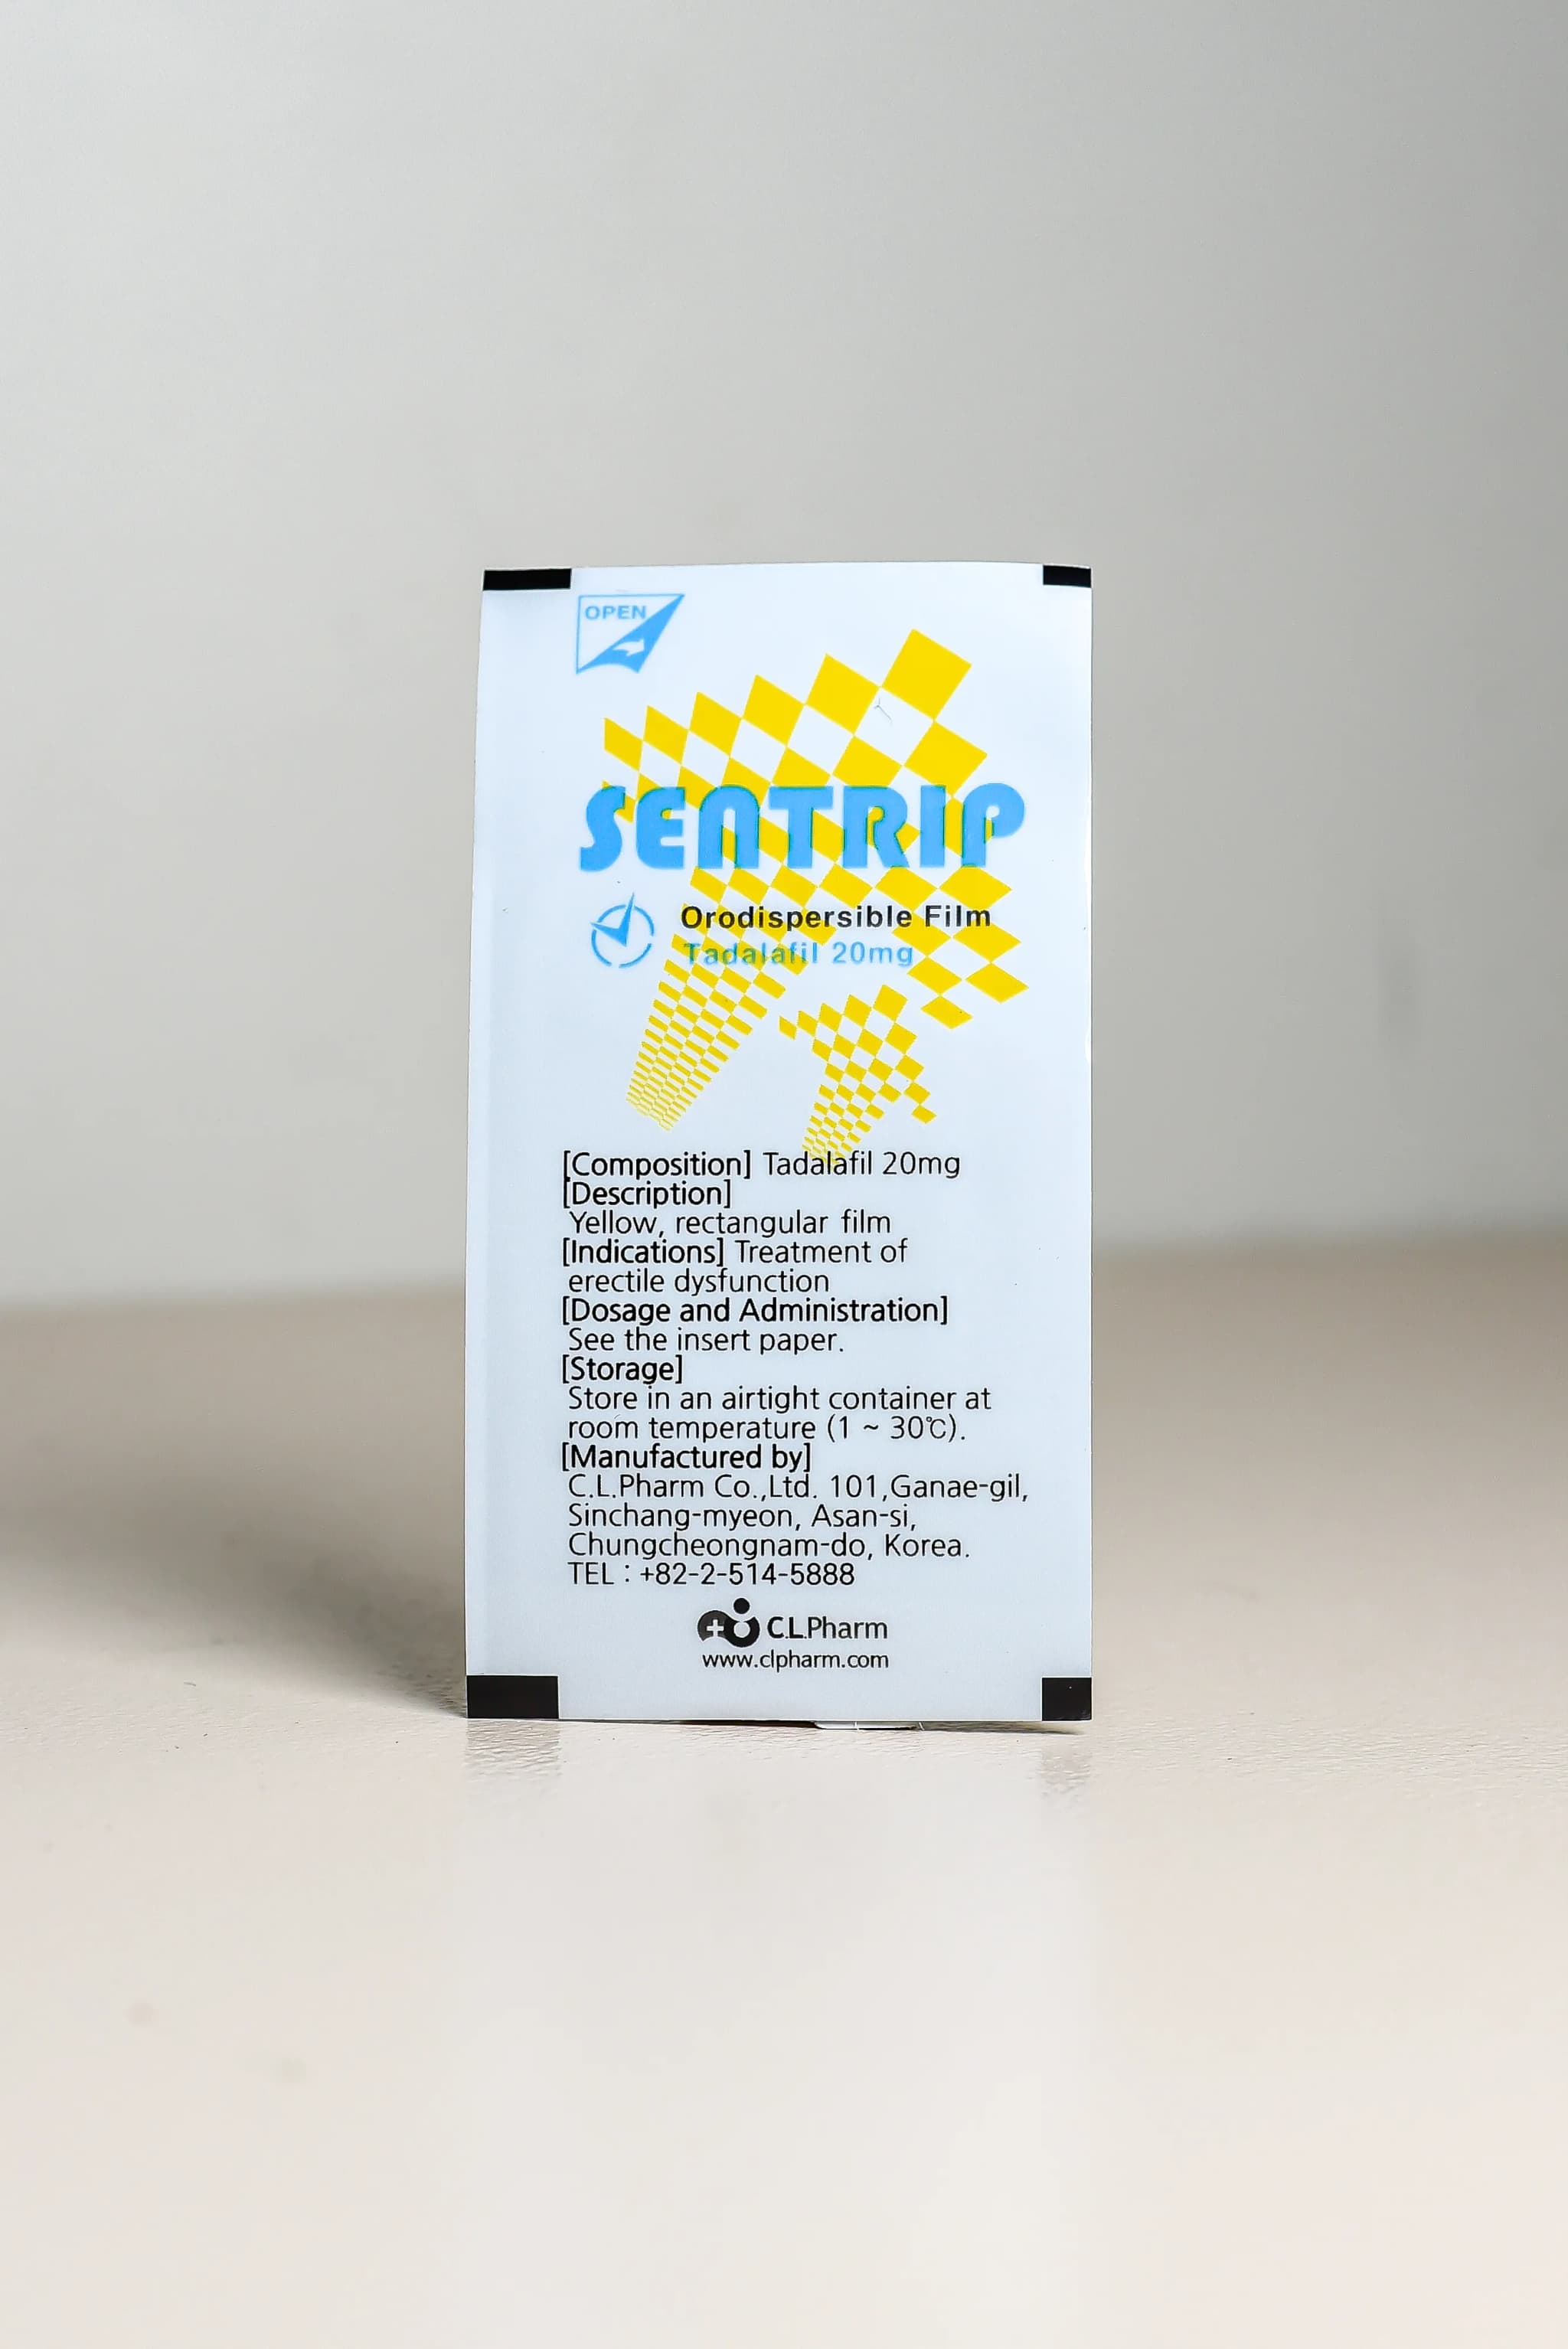 OPEN
SENTRIP
Orodispersible Film
Tadalafil 20mg
[Composition] Tadalafil 20mg
[Description]
Yellow, rectangular film
[Indications] Treatment of
erectile dysfunction
[Dosage and Administration]
See the insert paper.
[Storage]
Store in an airtight container at
room temperature (1 ~ 30℃).
[Manufactured by]
C.L.Pharm Co.,Ltd. 101,Ganae-gil,
Sinchang-myeon, Asan-si,
Chungcheongnam-do, Korea.
TEL : +82-2-514-5888
C.L.Pharm
www.clpharm.com